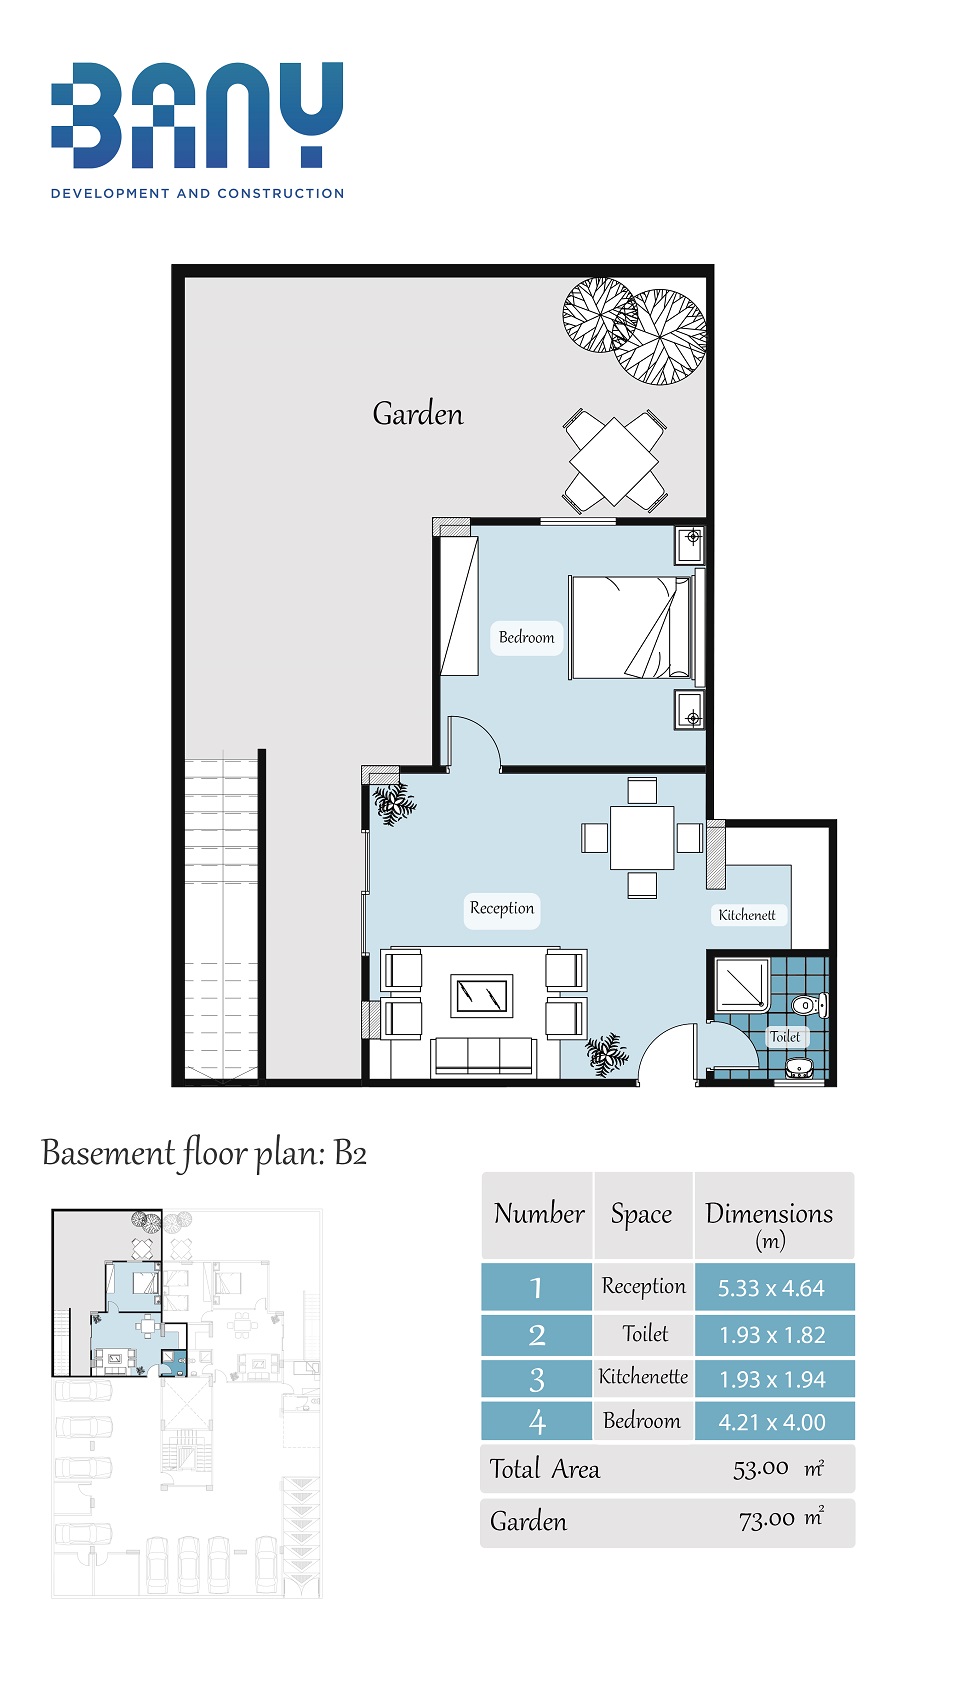 BANY
DEVELOPMENT AND CONSTRUCTION
Garden
Bedroom
Reception
Kitchenett
Toilet
Basement floor plan: B2
Number Space Dimensions
(m)
1 Reception 5.33 x 4.64
2 Toilet 1.93 x 1.82
3 Kitchenette 1.93 x 1.94
4 Bedroom 4.21 x 4.00
Total Area 53.00 m²
Garden 73.00 m²